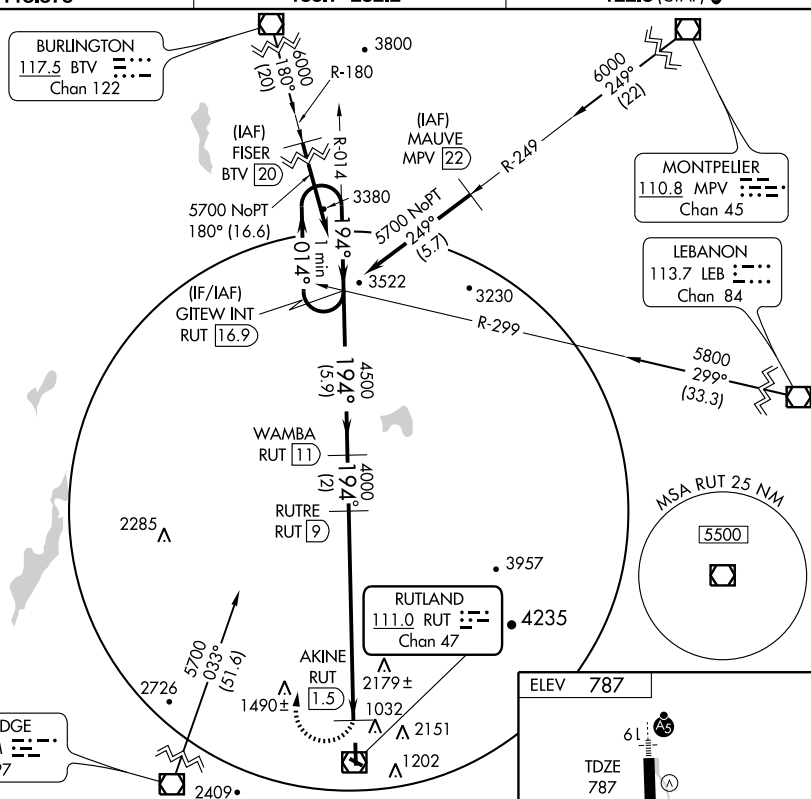 BURLINGTON
117.5 BTV
Chan 122
6000
180°
(20)
R-180
3800
6000
249°
(22)
R-249
(IAF)
FISER
BTV 20
R-014
(IAF)
MAUVE
MPV 22
MONTPELIER
110.8 MPV
Chan 45
5700 NoPT
180° (16.6)
3380
5700 NoPT
249°
(5.7)
014°
1 min
194°
3522
3230
LEBANON
113.7 LEB
Chan 84
(IF/IAF)
GITEW INT
RUT 16.9
R-299
5800
299°
(33.3)
4500
194°
(5.9)
WAMBA
RUT 11
4000
194°
(2)
RUTRE
RUT 9
2285
MSA RUT 25 NM
5500
3957
RUTLAND
111.0 RUT
Chan 47
4235
5700
033°
(51.6)
AKINE
RUT
1.5
2179±
1490±
1032
2151
1202
2726
DGE
97
2409
ELEV 787
19
A5
TDZE
787